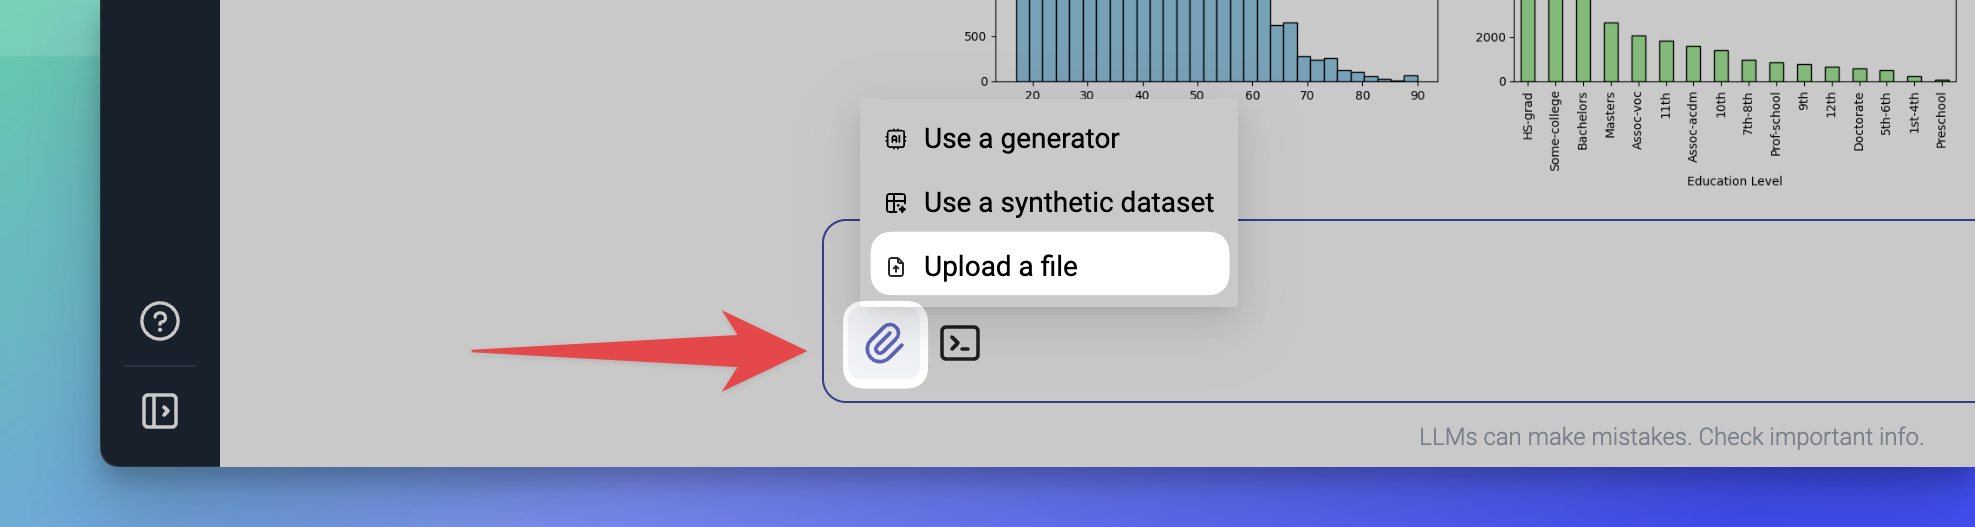 500
0
20 30 40 50 60 70 80 90
2000
0
HS-grad
Some-college
Bachelors
Masters
Assoc-voc
11th
Assoc-acdm
10th
7th-8th
Prof-school
9th
12th
Doctorate
5th-6th
1st-4th
Preschool
Education Level
AI
Use a generator
Use a synthetic dataset
Upload a file
?
LLMs can make mistakes. Check important info.